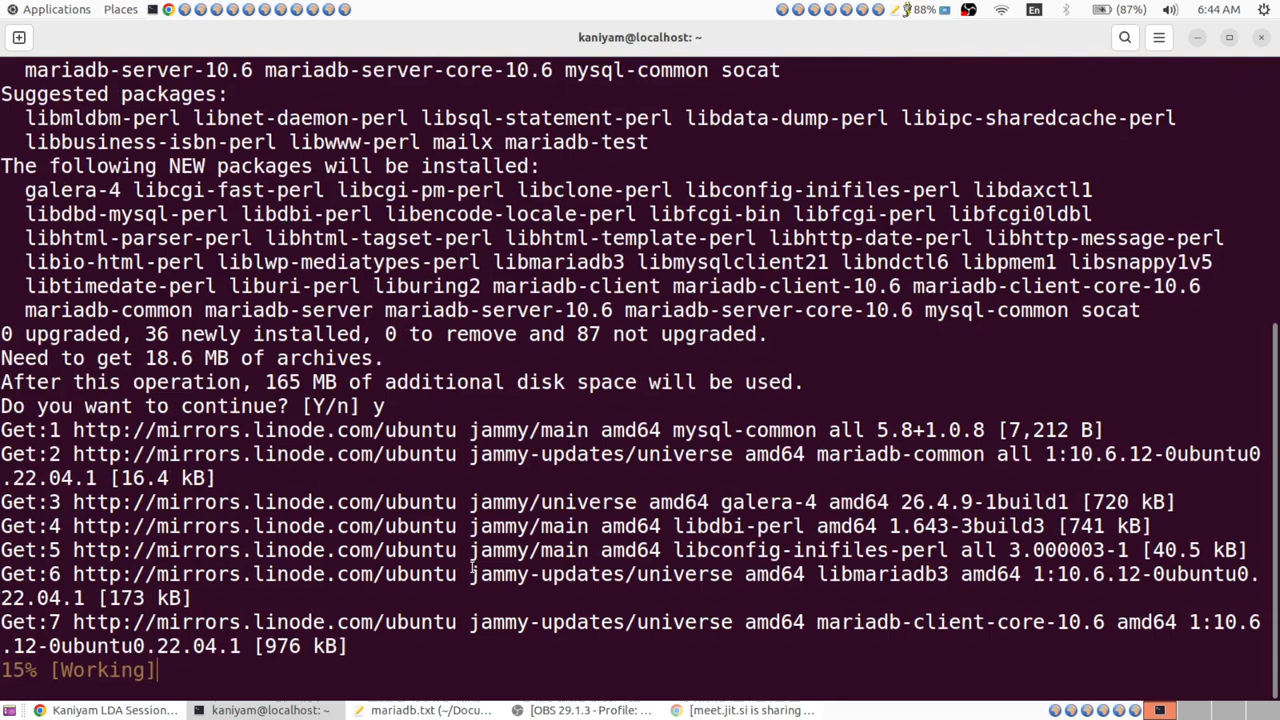 Applications Places 88% En (87%) 6:44 AM
kaniyam@localhost: ~
mariadb-server-10.6 mariadb-server-core-10.6 mysql-common socat
Suggested packages:
libmldbm-perl libnet-daemon-perl libsql-statement-perl libdata-dump-perl libipc-sharedcache-perl
libbusiness-isbn-perl libwww-perl mailx mariadb-test
The following NEW packages will be installed:
galera-4 libcgi-fast-perl libcgi-pm-perl libclone-perl libconfig-inifiles-perl libdaxctl1
libdbd-mysql-perl libdbi-perl libencode-locale-perl libfcgi-bin libfcgi-perl libfcgi0ldbl
libhtml-parser-perl libhtml-tagset-perl libhtml-template-perl libhttp-date-perl libhttp-message-perl
libio-html-perl liblwp-mediatypes-perl libmariadb3 libmysqlclient21 libndctl6 libpmem1 libsnappy1v5
libtimedate-perl liburi-perl liburing2 mariadb-client mariadb-client-10.6 mariadb-client-core-10.6
mariadb-common mariadb-server mariadb-server-10.6 mariadb-server-core-10.6 mysql-common socat
0 upgraded, 36 newly installed, 0 to remove and 87 not upgraded.
Need to get 18.6 MB of archives.
After this operation, 165 MB of additional disk space will be used.
Do you want to continue? [Y/n] y
Get:1 http://mirrors.linode.com/ubuntu jammy/main amd64 mysql-common all 5.8+1.0.8 [7,212 B]
Get:2 http://mirrors.linode.com/ubuntu jammy-updates/universe amd64 mariadb-common all 1:10.6.12-0ubuntu0
.22.04.1 [16.4 kB]
Get:3 http://mirrors.linode.com/ubuntu jammy/universe amd64 galera-4 amd64 26.4.9-1build1 [720 kB]
Get:4 http://mirrors.linode.com/ubuntu jammy/main amd64 libdbi-perl amd64 1.643-3build3 [741 kB]
Get:5 http://mirrors.linode.com/ubuntu jammy/main amd64 libconfig-inifiles-perl all 3.000003-1 [40.5 kB]
Get:6 http://mirrors.linode.com/ubuntu jammy-updates/universe amd64 libmariadb3 amd64 1:10.6.12-0ubuntu0.
22.04.1 [173 kB]
Get:7 http://mirrors.linode.com/ubuntu jammy-updates/universe amd64 mariadb-client-core-10.6 amd64 1:10.6
.12-0ubuntu0.22.04.1 [976 kB]
15% [Working]
Kaniyam LDA Session... kaniyam@localhost: ~ mariadb.txt (~/Docu... [OBS 29.1.3 - Profile: ... [meet.jit.si is sharing ...